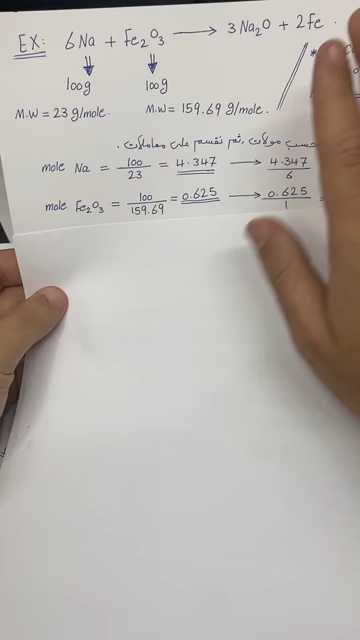 EX: 6Na + Fe₂O₃ → 3Na₂O + 2Fe.
100g 100g
M.W = 23 g/mole. M.W = 159.69 g/mole.
نحسب مولات، ثم نقسم على معاملات.
mole Na = 100/23 = 4.347 → 4.347/6
mole Fe₂O₃ = 100/159.69 = 0.625 → 0.625/1 =